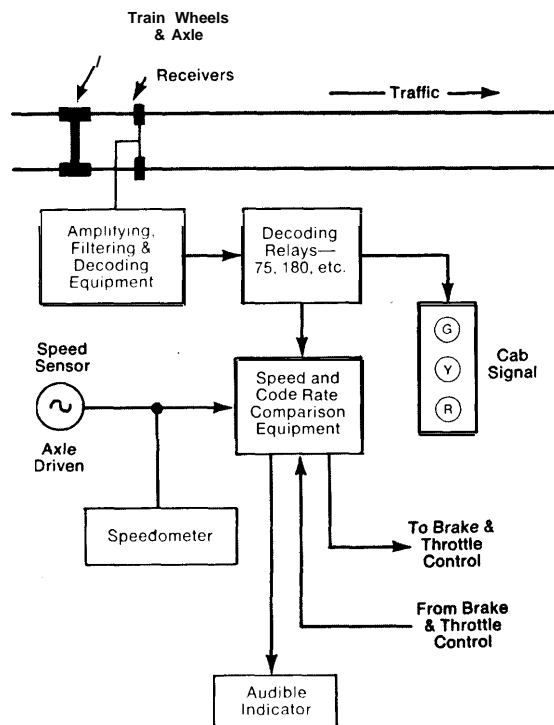 Train Wheels
& Axle
Receivers
Traffic
Amplifying,
Filtering &
Decoding
Equipment
Decoding
Relays—
75, 180, etc.
G
Y
R
Cab
Signal
Speed
Sensor
Axle
Driven
Speed and
Code Rate
Comparison
Equipment
Speedometer
To Brake &
Throttle
Control
From Brake
& Throttle
Control
Audible
Indicator